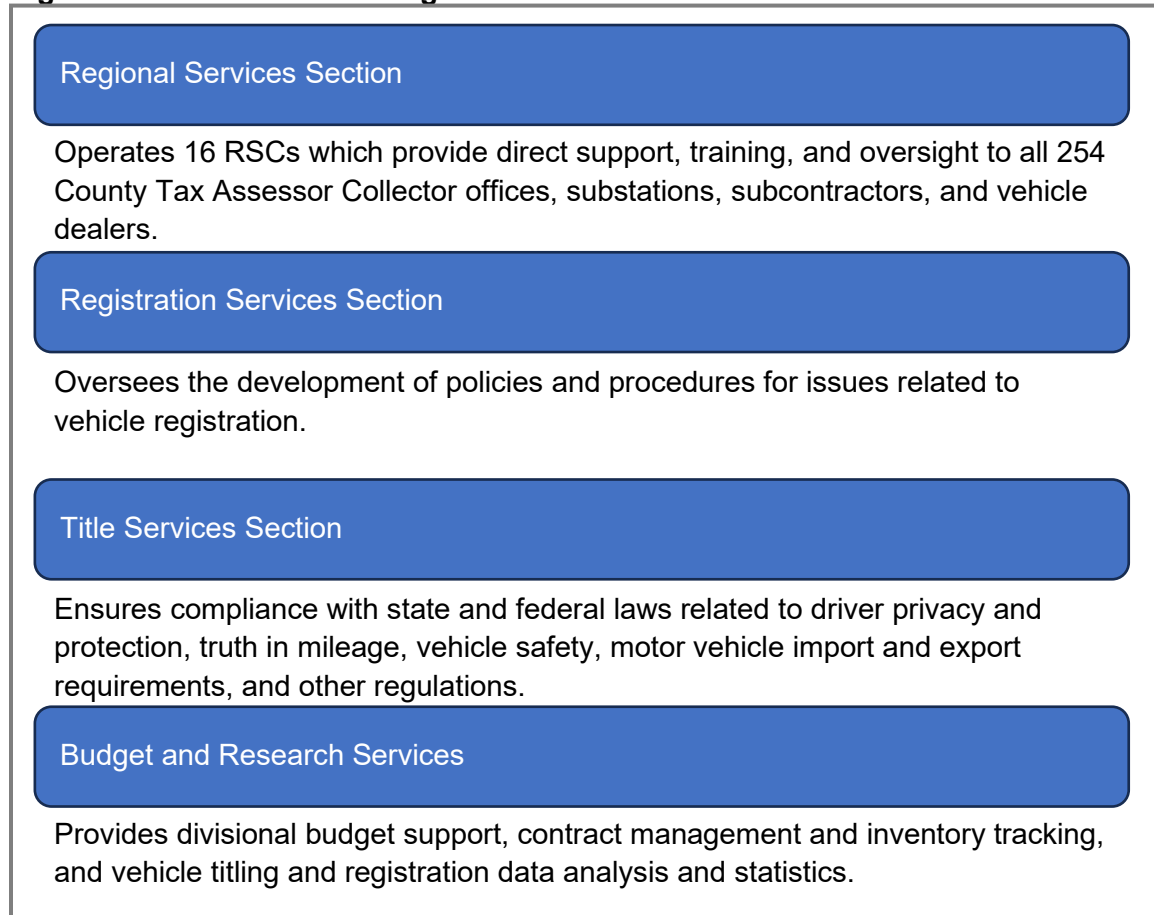 Regional Services Section
Operates 16 RSCs which provide direct support, training, and oversight to all 254
County Tax Assessor Collector offices, substations, subcontractors, and vehicle
dealers.
Registration Services Section
Oversees the development of policies and procedures for issues related to
vehicle registration.
Title Services Section
Ensures compliance with state and federal laws related to driver privacy and
protection, truth in mileage, vehicle safety, motor vehicle import and export
requirements, and other regulations.
Budget and Research Services
Provides divisional budget support, contract management and inventory tracking,
and vehicle titling and registration data analysis and statistics.